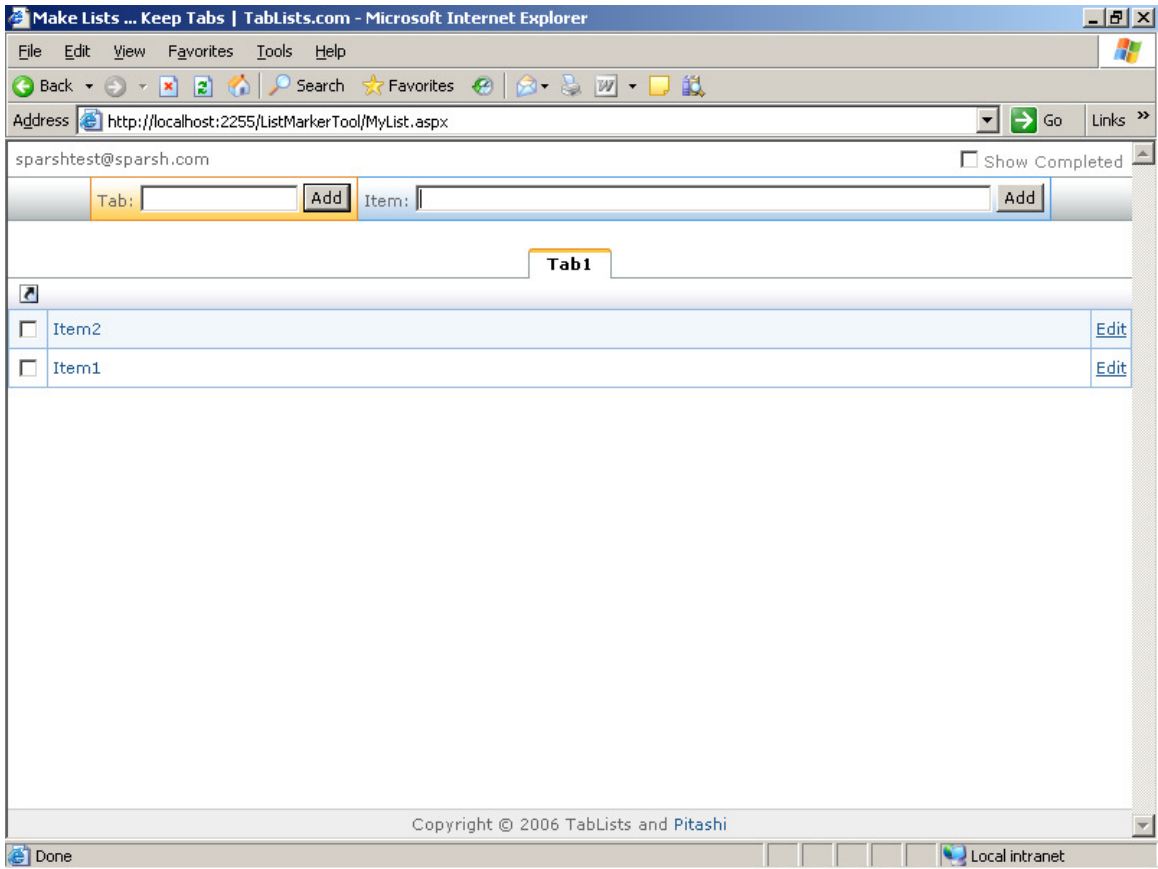 Make Lists ... Keep Tabs | TabLists.com - Microsoft Internet Explorer
File Edit View Favorites Tools Help
Back Search Favorites W
Address http://localhost:2255/ListMarkerTool/MyList.aspx Go Links »
sparshtest@sparsh.com Show Completed
Tab: Add Item: Add
Tab1
Item2 Edit
Item1 Edit
Copyright © 2006 TabLists and Pitashi
Done Local intranet